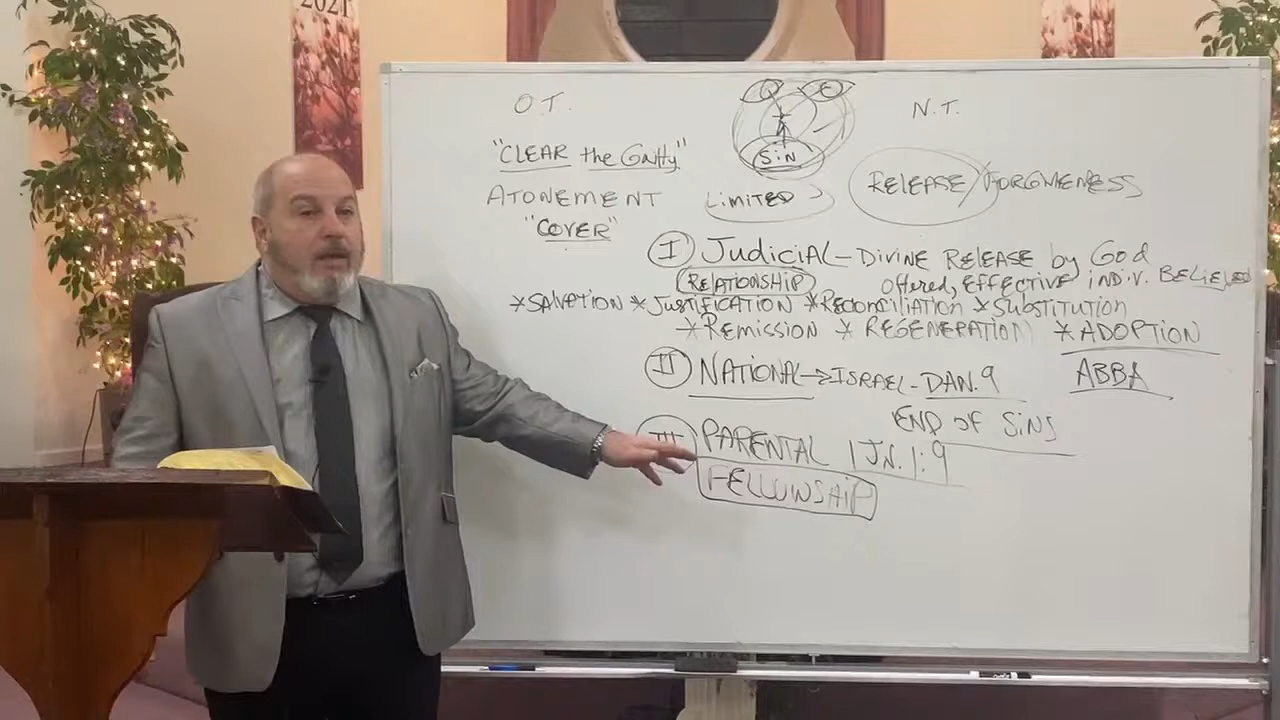 2021
O.T.
N.T.
"CLEAR the Guilty"
SiN
ATONEMENT LiMiTED RELEASE/FORGIVENESS
"COVER"
I JudiciAL - DiViNE RELEASE by God
RELATIONSHIP offered, EffECTIVE iNDiV. BELIEVED
*SALVATION *JUSTIFICATION *RECONCILIATION *SUBSTITUTION
*REMISSION * REGENERATION *ADOPTION
II NATIONAL→ISRAEL-DAN.9 ABBA
END OF SiNS
III PARENTAL 1JN.1:9
FELLOWSHIP